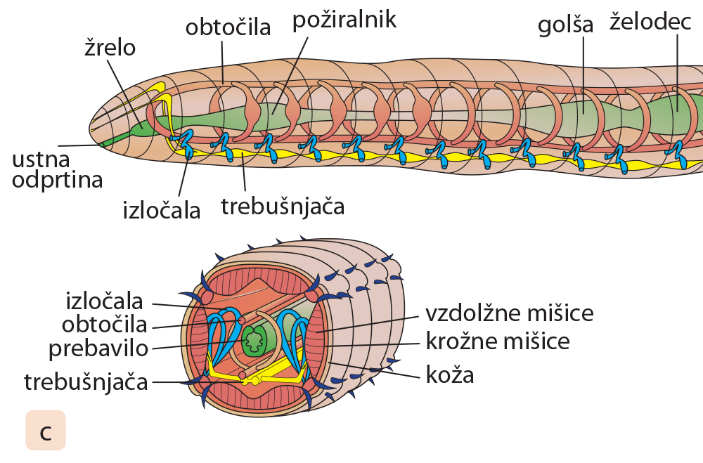 žrelo
obtočila
požiralnik
golša
želodec
ustna
odprtina
izločala
trebušnjača
izločala
obtočila
prebavilo
trebušnjača
vzdolžne mišice
krožne mišice
koža
c